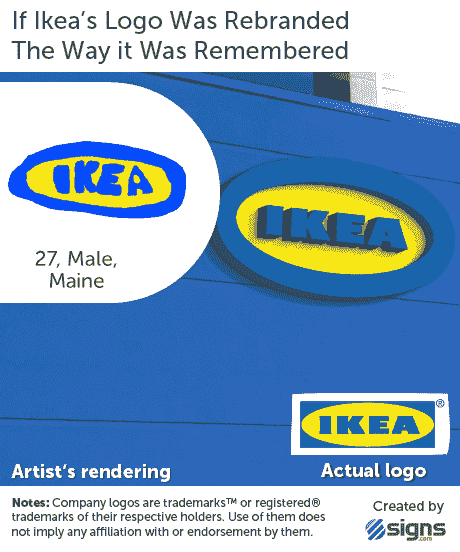 If Ikea’s Logo Was Rebranded
The Way it Was Remembered
IKEA
27, Male,
Maine
IKEA
IKEA®
Artist’s rendering
Actual logo
Notes: Company logos are trademarks™ or registered®
trademarks of their respective holders. Use of them does
not imply any affiliation with or endorsement by them.
Created by
signs
.com